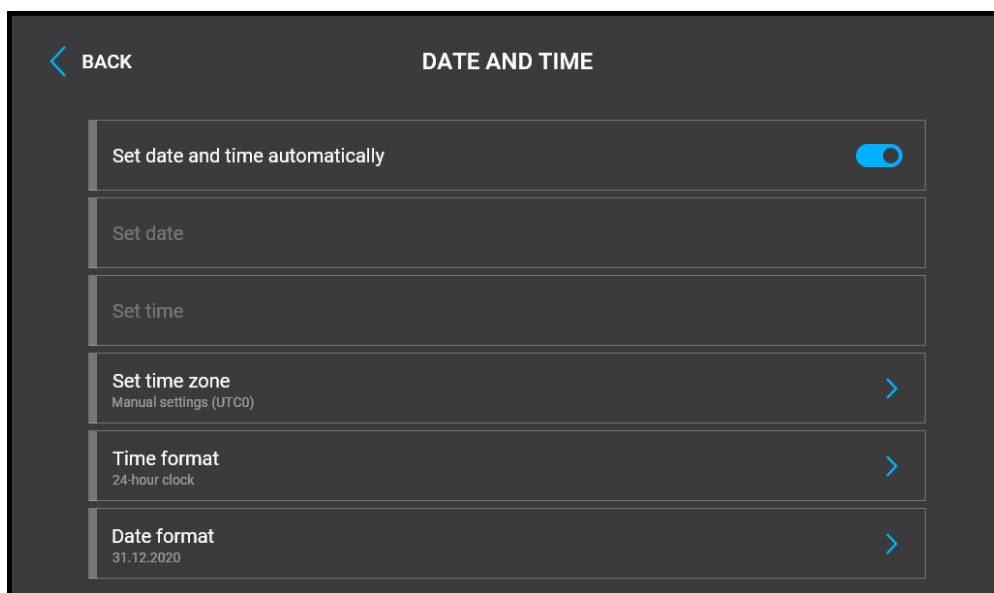 BACK
DATE AND TIME
Set date and time automatically
Set date
Set time
Set time zone
Manual settings (UTC0)
Time format
24-hour clock
Date format
31.12.2020